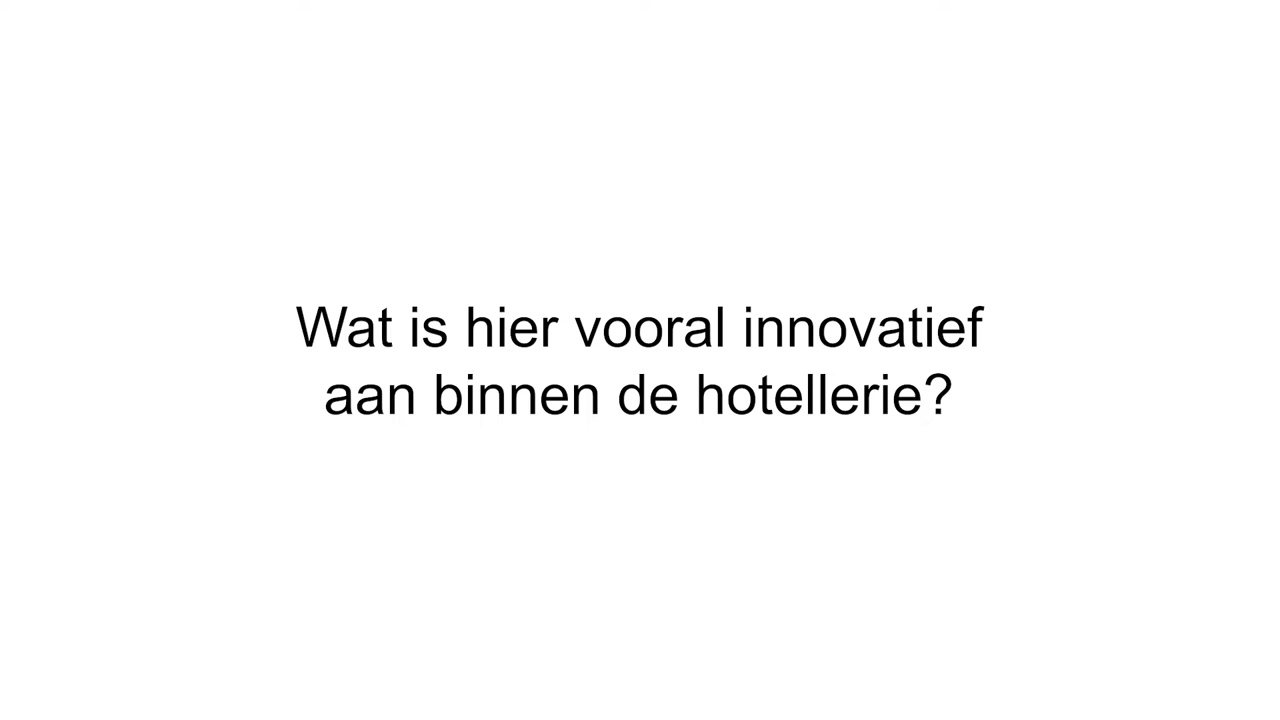 Wat is hier vooral innovatief
aan binnen de hotellerie?